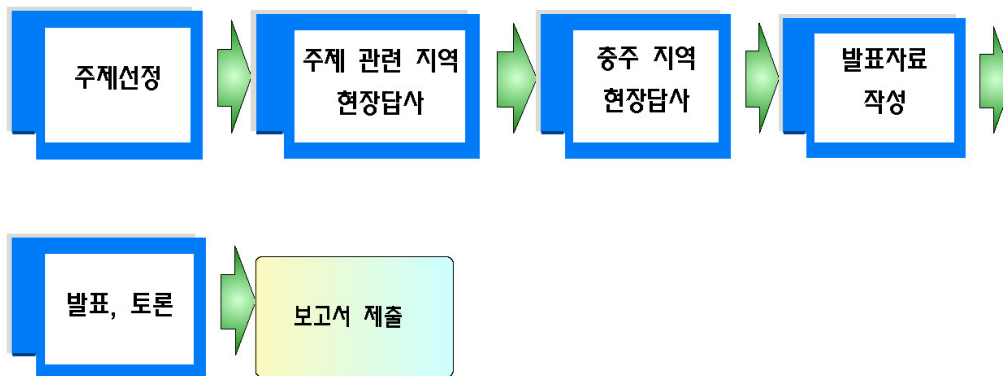 주제선정
주제 관련 지역
현장답사
충주 지역
현장답사
발표자료
작성
발표, 토론
보고서 제출